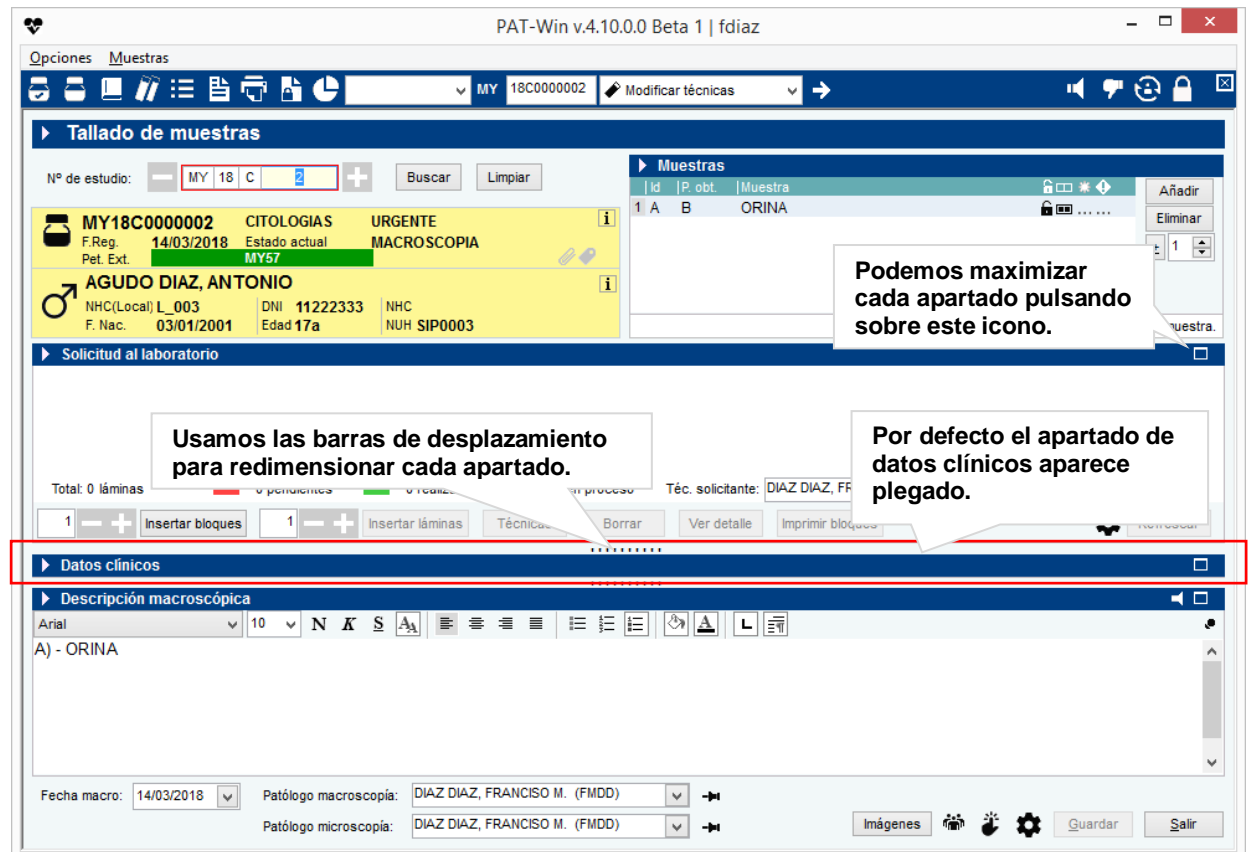 PAT-Win v.4.10.0.0 Beta 1 | fdiaz
Opciones Muestras
MY 18C0000002 Modificar técnicas
Tallado de muestras
Nº de estudio: MY 18 C 2 Buscar Limpiar
Muestras
Id P. obt. Muestra
1 A B ORINA
Añadir
Eliminar
± 1
MY18C0000002 CITOLOGIAS URGENTE
F.Reg. 14/03/2018 Estado actual MACROSCOPIA
Pet. Ext. MY57
AGUDO DIAZ, ANTONIO
NHC(Local) L_003 DNI 11222333 NHC
F. Nac. 03/01/2001 Edad 17a NUH SIP0003
Podemos maximizar
cada apartado pulsando
sobre este icono.
Solicitud al laboratorio
Usamos las barras de desplazamiento
para redimensionar cada apartado.
Por defecto el apartado de
datos clínicos aparece
plegado.
Total: 0 láminas 0 pendientes proceso Téc. solicitante: DIAZ DIAZ,
1 Insertar bloques 1 Insertar láminas Borrar Ver detalle Imprimir bloques Refrescar
Datos clínicos
Descripción macroscópica
Arial 10 N K S
A) - ORINA
Fecha macro: 14/03/2018 Patólogo macroscopía: DIAZ DIAZ, FRANCISO M. (FMDD)
Patólogo microscopía: DIAZ DIAZ, FRANCISO M. (FMDD)
Imágenes Guardar Salir